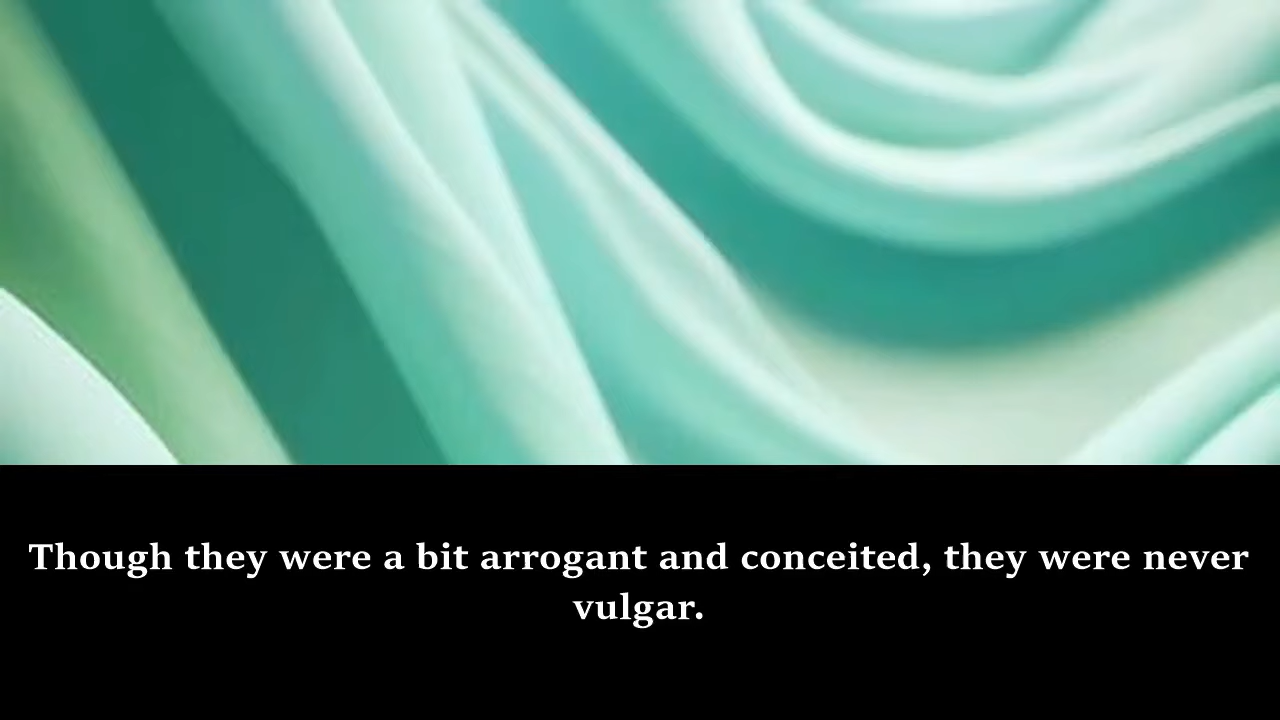 Though they were a bit arrogant and conceited, they were never
vulgar.